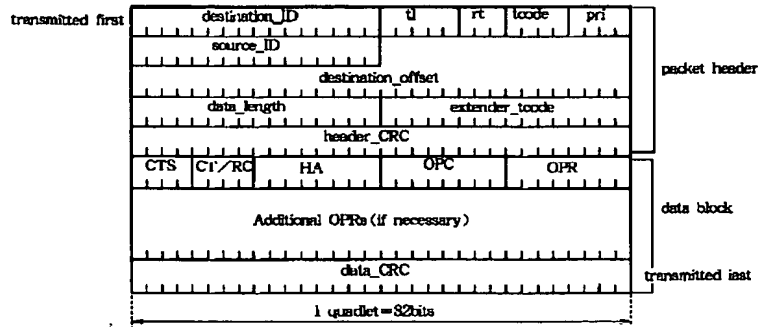 transmitted first
destination_ID tl rt tcode pri
source_ID
destination_offset
packet header
data_length extender_tcode
header_CRC
CTS CT/RC HA OPC OPR
data block
Additional OPRs (if necessary)
data_CRC
transmitted last
1 quadlet=32bits